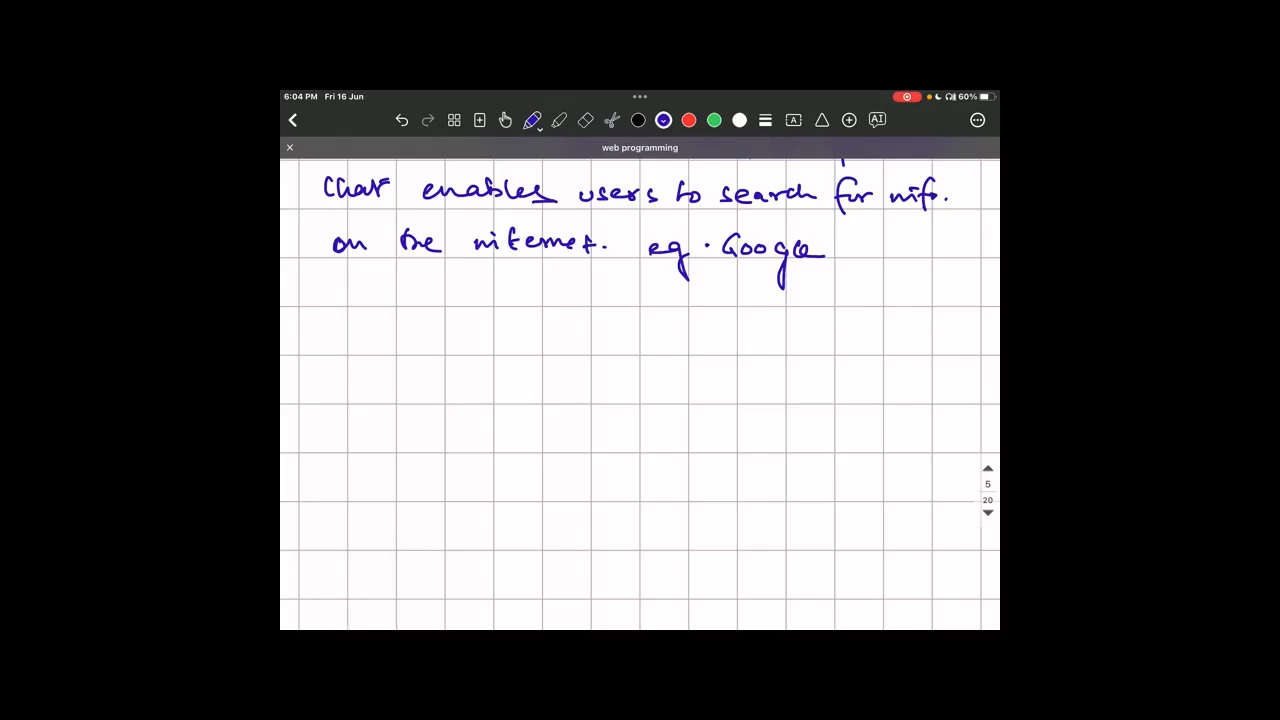 6:04 PM Fri 16 Jun
60%
A
AI
web programming
that enables users to search for info.
on the internet. eg. Google
5
20